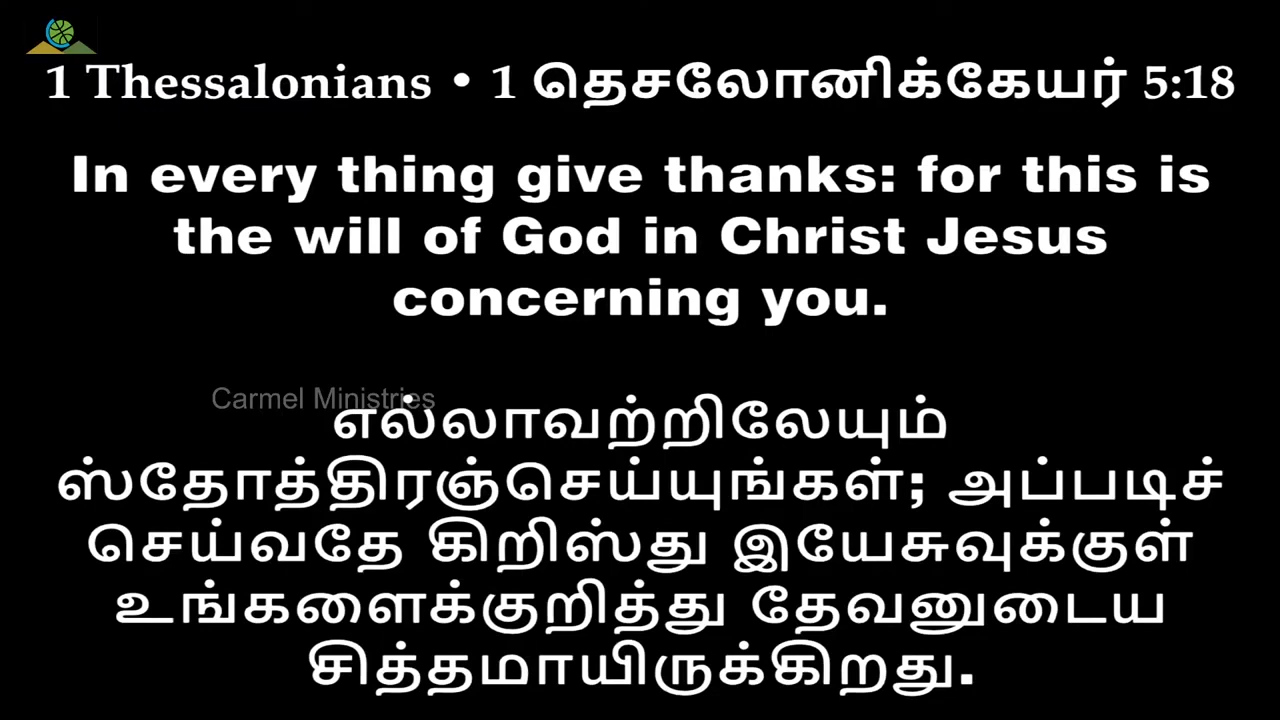 1 Thessalonians • 1 தெசலோனிக்கேயர் 5:18
In every thing give thanks: for this is
the will of God in Christ Jesus
concerning you.
Carmel Ministries
எல்லாவற்றிலேயும்
ஸ்தோத்திரஞ்செய்யுங்கள்; அப்படிச்
செய்வதே கிறிஸ்து இயேசுவுக்குள்
உங்களைக்குறித்து தேவனுடைய
சித்தமாயிருக்கிறது.